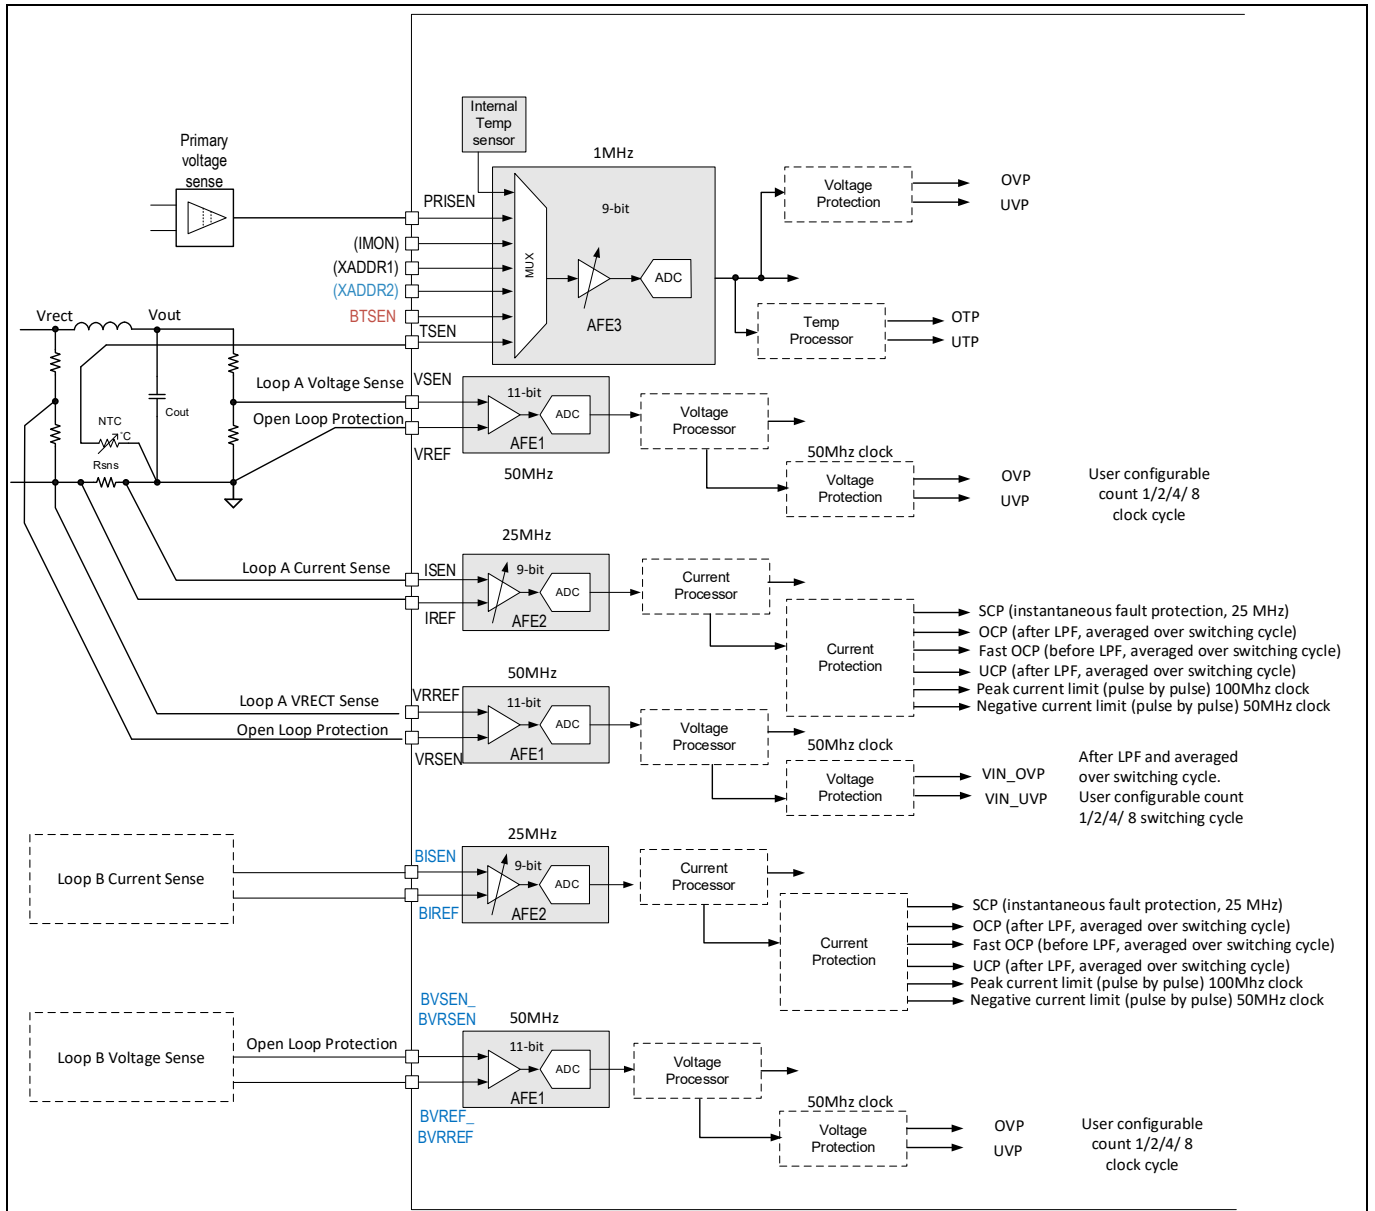 Internal
Temp
sensor
Primary
voltage
sense
1MHz
PRISEN
9-bit
(IMON)
(XADDR1)
(XADDR2)
BTSEN
TSEN
MUX
ADC
AFE3
Voltage
Protection
OVP
UVP
Temp
Processor
OTP
UTP
Vrect
Vout
Cout
NTC
°C
Rsns
Loop A Voltage Sense
VSEN
Open Loop Protection
VREF
11-bit
ADC
AFE1
50MHz
Voltage
Processor
50Mhz clock
Voltage
Protection
OVP
UVP
User configurable
count 1/2/4/ 8
clock cycle
25MHz
Loop A Current Sense
ISEN
IREF
9-bit
ADC
AFE2
Current
Processor
Current
Protection
SCP (instantaneous fault protection, 25 MHz)
OCP (after LPF, averaged over switching cycle)
Fast OCP (before LPF, averaged over switching cycle)
UCP (after LPF, averaged over switching cycle)
Peak current limit (pulse by pulse) 100Mhz clock
Negative current limit (pulse by pulse) 50MHz clock
50MHz
Loop A VRECT Sense
VRREF
Open Loop Protection
VRSEN
11-bit
ADC
AFE1
Voltage
Processor
50Mhz clock
Voltage
Protection
VIN_OVP
VIN_UVP
After LPF and averaged
over switching cycle.
User configurable count
1/2/4/ 8 switching cycle
Loop B Current Sense
25MHz
BISEN
BIREF
9-bit
ADC
AFE2
Current
Processor
Current
Protection
SCP (instantaneous fault protection, 25 MHz)
OCP (after LPF, averaged over switching cycle)
Fast OCP (before LPF, averaged over switching cycle)
UCP (after LPF, averaged over switching cycle)
Peak current limit (pulse by pulse) 100Mhz clock
Negative current limit (pulse by pulse) 50MHz clock
Loop B Voltage Sense
Open Loop Protection
BVSEN_
BVRSEN
50MHz
11-bit
ADC
AFE1
BVREF_
BVRREF
Voltage
Processor
50Mhz clock
Voltage
Protection
OVP
UVP
User configurable
count 1/2/4/ 8
clock cycle